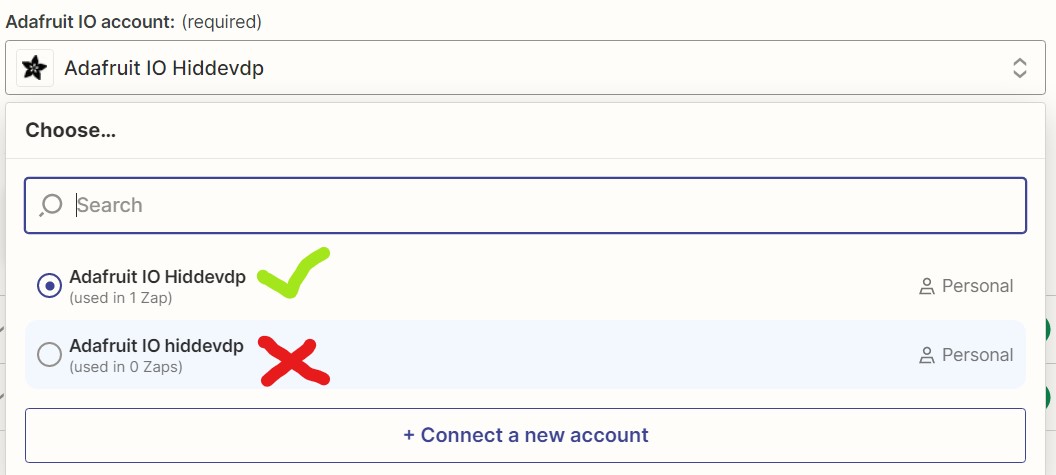 Adafruit IO account: (required)
Adafruit IO Hiddevdp
Choose...
Search
Adafruit IO Hiddevdp
(used in 1 Zap)
Personal
Adafruit IO hiddevdp
(used in 0 Zaps)
Personal
+ Connect a new account